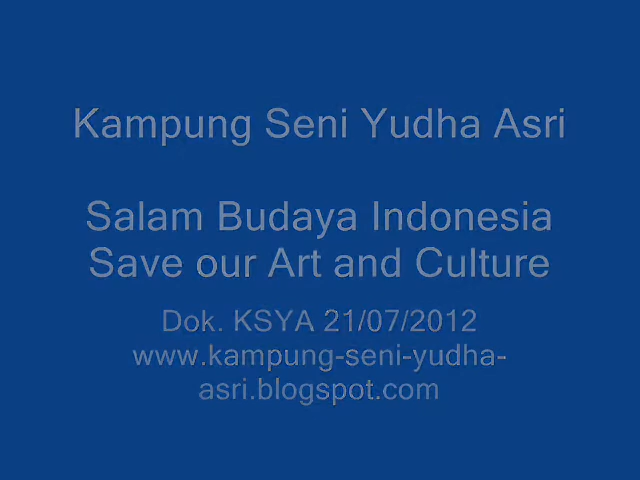 Kampung Seni Yudha Asri
Salam Budaya Indonesia
Save our Art and Culture
Dok. KSYA 21/07/2012
www.kampung-seni-yudha-
asri.blogspot.com